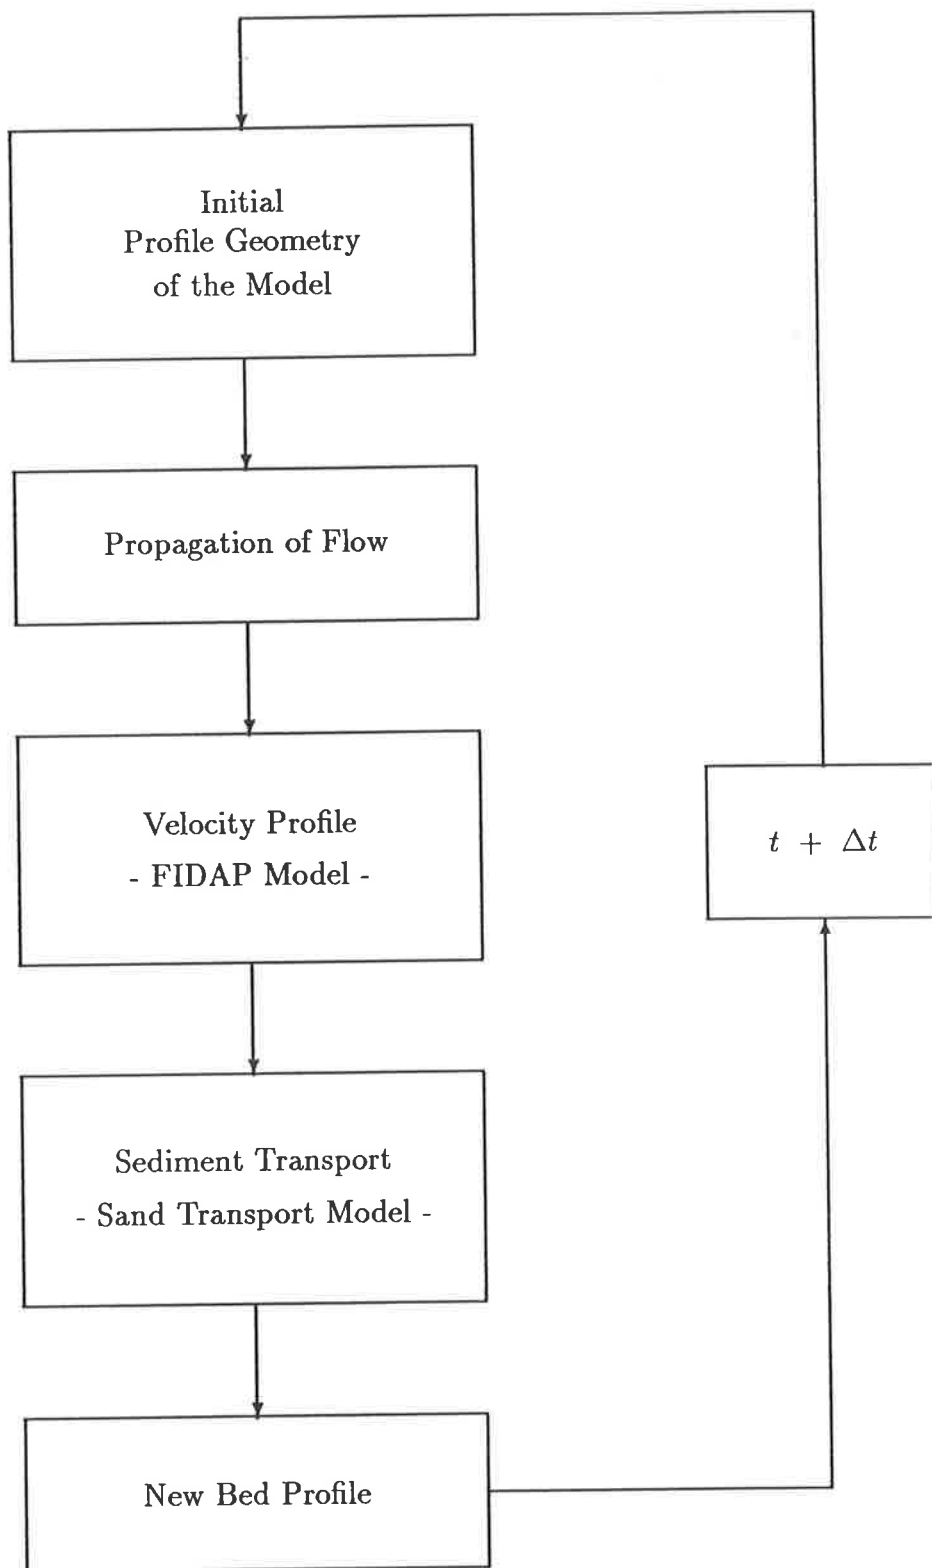 Initial
Profile Geometry
of the Model
Propagation of Flow
Velocity Profile
- FIDAP Model -
t + Δt
Sediment Transport
- Sand Transport Model -
New Bed Profile